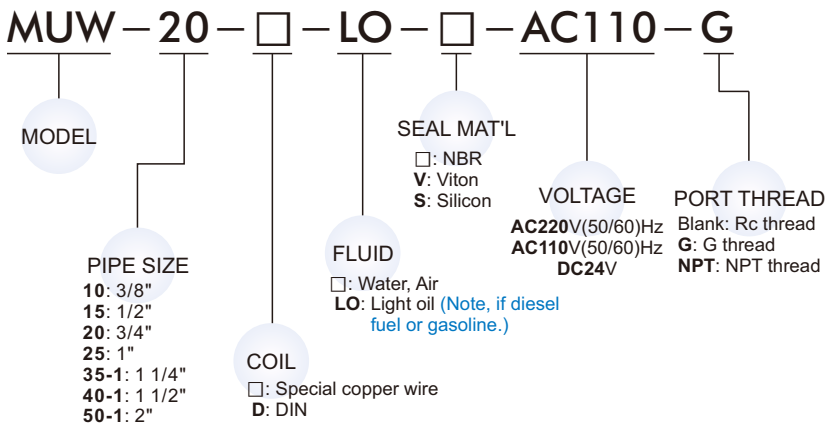 MUW－20－□－LO－□－AC110－G
MODEL
PIPE SIZE
10: 3/8"
15: 1/2"
20: 3/4"
25: 1"
35-1: 1 1/4"
40-1: 1 1/2"
50-1: 2"
COIL
□: Special copper wire
D: DIN
FLUID
□: Water, Air
LO: Light oil (Note, if diesel
fuel or gasoline.)
SEAL MAT'L
□: NBR
V: Viton
S: Silicon
VOLTAGE
AC220V(50/60)Hz
AC110V(50/60)Hz
DC24V
PORT THREAD
Blank: Rc thread
G: G thread
NPT: NPT thread